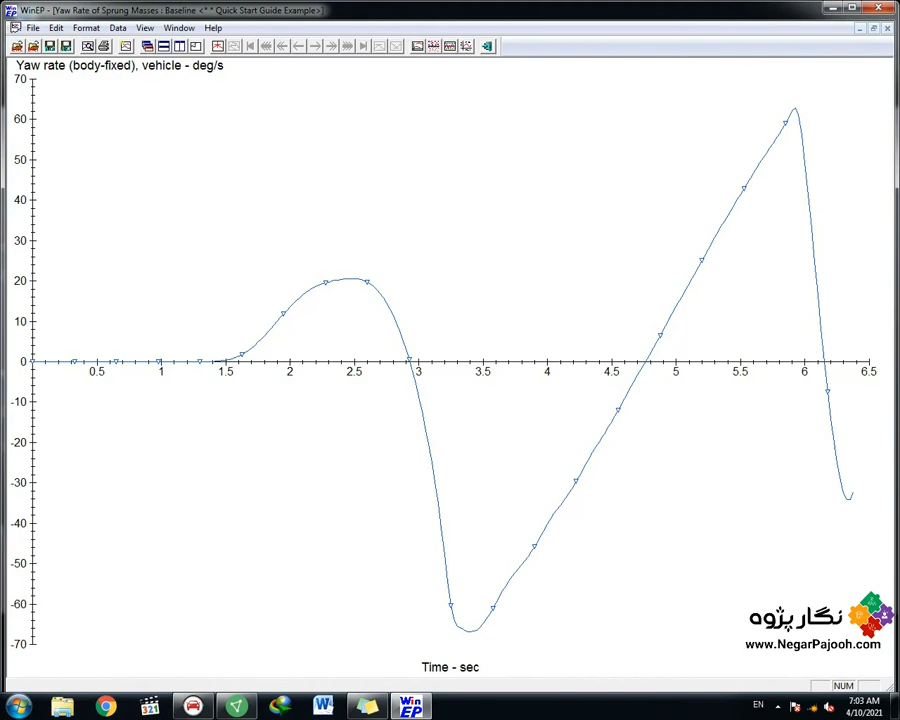 WinEP - [Yaw Rate of Sprung Masses : Baseline <* * Quick Start Guide Example>]
File Edit Format Data View Window Help
Yaw rate (body-fixed), vehicle - deg/s
70
60
50
40
30
20
10
0
-10
-20
-30
-40
-50
-60
-70
0.5 1 1.5 2 2.5 3 3.5 4 4.5 5 5.5 6 6.5
Time - sec
نگار پژوه
www.NegarPajooh.com
NUM
321
W
Win EP
EN
7:03 AM
4/10/2021